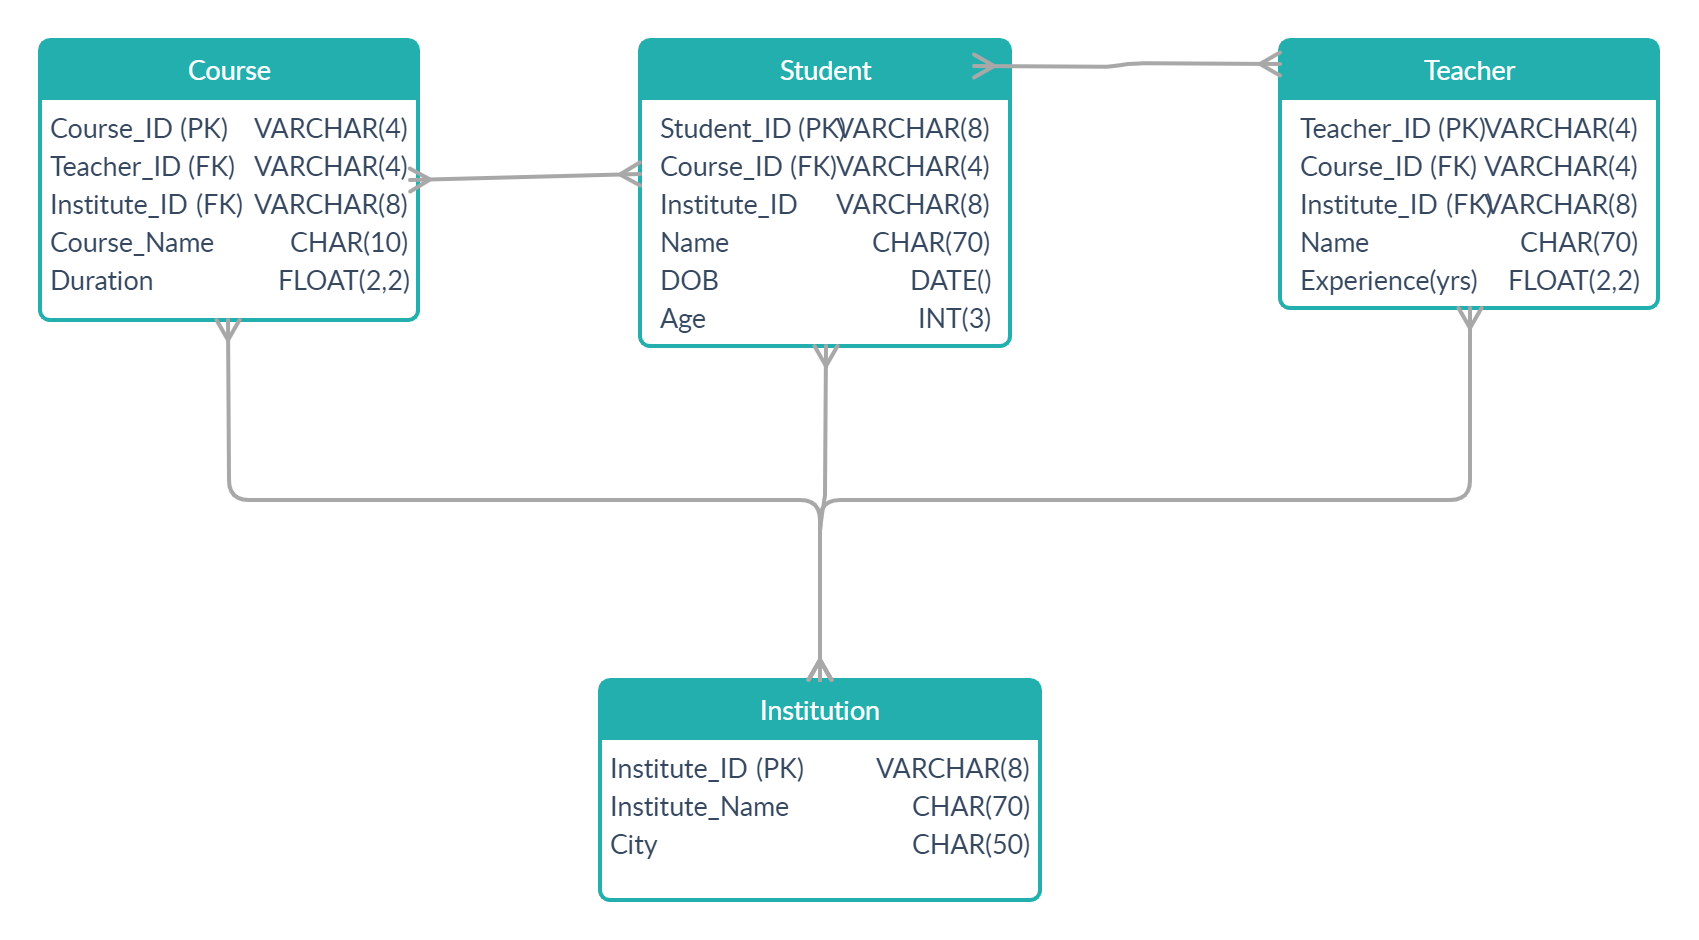 Course
Course_ID (PK) VARCHAR(4)
Teacher_ID (FK) VARCHAR(4)
Institute_ID (FK) VARCHAR(8)
Course_Name CHAR(10)
Duration FLOAT(2,2)
Student
Student_ID (PK) VARCHAR(8)
Course_ID (FK) VARCHAR(4)
Institute_ID VARCHAR(8)
Name CHAR(70)
DOB DATE()
Age INT(3)
Teacher
Teacher_ID (PK) VARCHAR(4)
Course_ID (FK) VARCHAR(4)
Institute_ID (FK) VARCHAR(8)
Name CHAR(70)
Experience(yrs) FLOAT(2,2)
Institution
Institute_ID (PK) VARCHAR(8)
Institute_Name CHAR(70)
City CHAR(50)